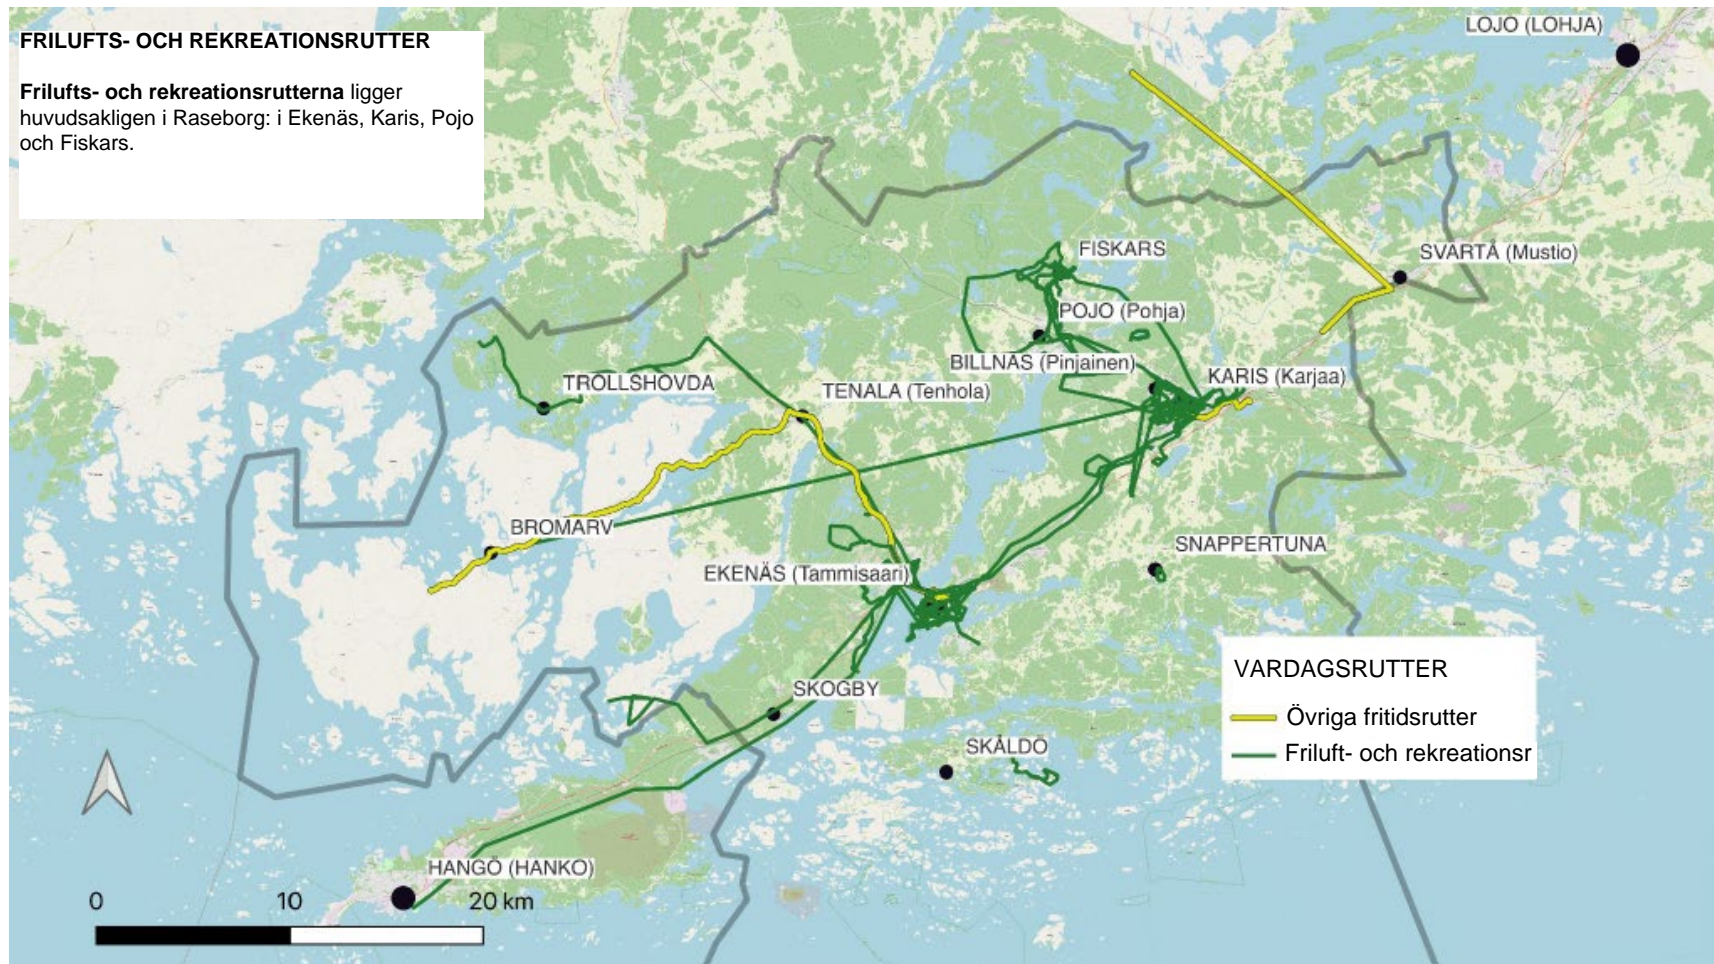 FRILUFTS- OCH REKREATIONSRUTTER
Frilufts- och rekreationsrutterna ligger
huvudsakligen i Raseborg: i Ekenäs, Karis, Pojo
och Fiskars.
LOJO (LOHJA)
SVARTÅ (Mustio)
FISKARS
POJO (Pohja)
BILLNÄS (Pinjainen)
KARIS (Karjaa)
TROLLSHOVDA
TENALA (Tenhola)
BROMARV
SNAPPERTUNA
EKENÄS (Tammisaari)
SKOGBY
SKÅLDÖ
HANGÖ (HANKO)
VARDAGSRUTTER
Övriga fritidsrutter
Friluft- och rekreationsr
0 10 20 km